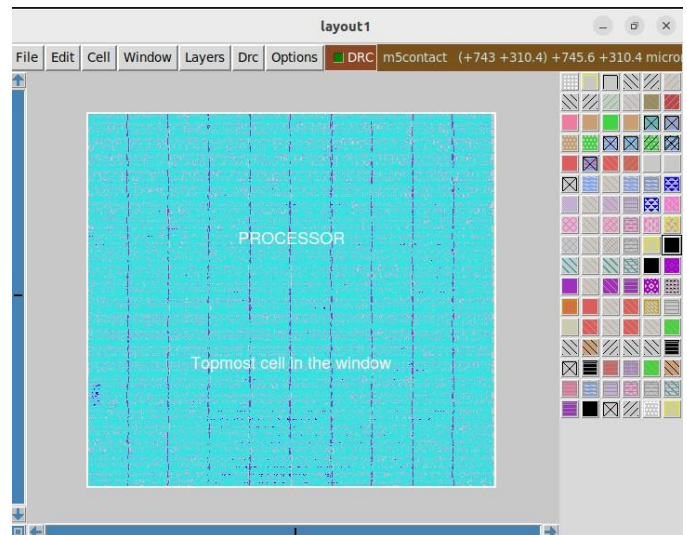 layout1
File Edit Cell Window Layers Drc Options DRC m5contact (+743 +310.4) +745.6 +310.4 micro
PROCESSOR
Topmost cell in the window